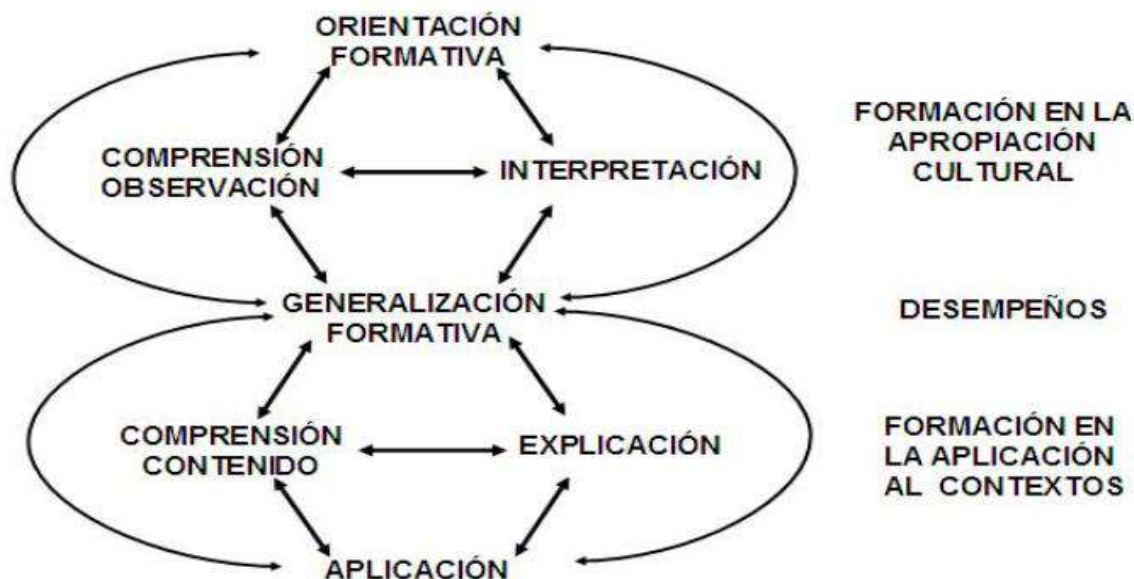 ORIENTACIÓN
FORMATIVA
FORMACIÓN EN LA
APROPIACIÓN
CULTURAL
COMPRENSIÓN
OBSERVACIÓN
INTERPRETACIÓN
GENERALIZACIÓN
FORMATIVA
DESEMPEÑOS
COMPRENSIÓN
CONTENIDO
EXPLICACIÓN
FORMACIÓN EN
LA APLICACIÓN
AL CONTEXTOS
APLICACIÓN